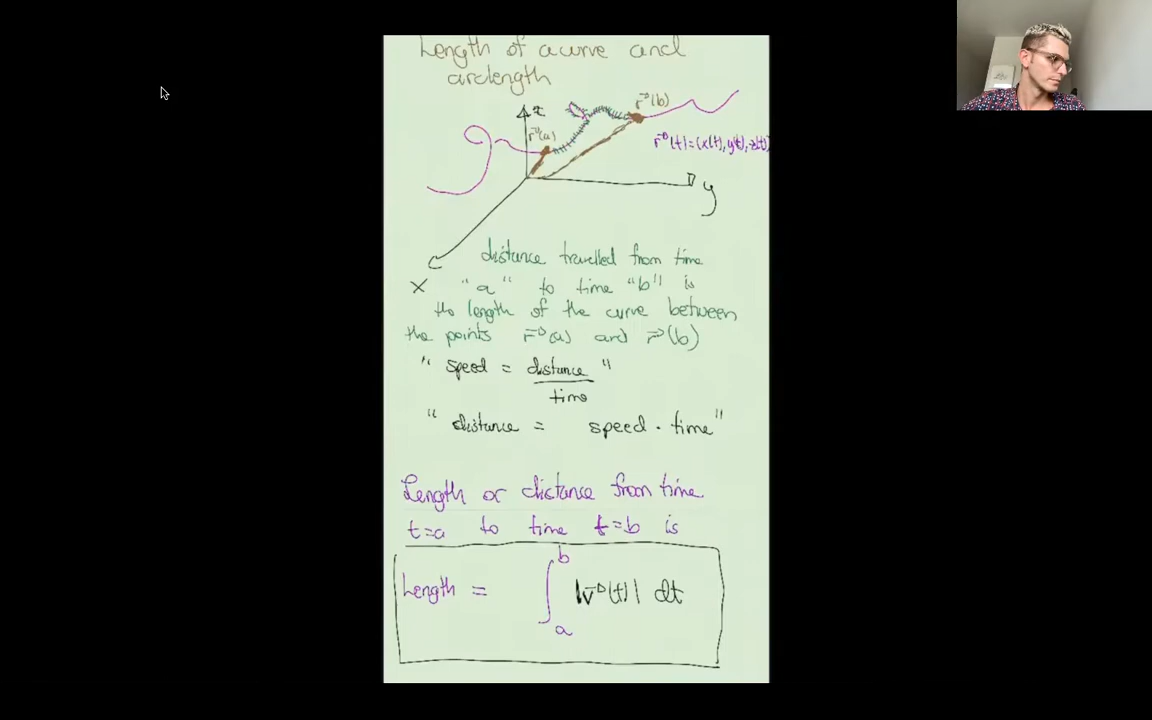 Length of a curve and
arclength
z
r⃗(b)
r⃗(a)
r⃗(t)=(x(t), y(t), z(t))
y
distance travelled from time
x
"a" to time "b" is
the length of the curve between
the points r⃗(a) and r⃗(b)
"speed = distance"
time
"distance = speed · time"
Length or distance from time
t=a to time t=b is
b
Length = ∫ |v⃗(t)| dt
a